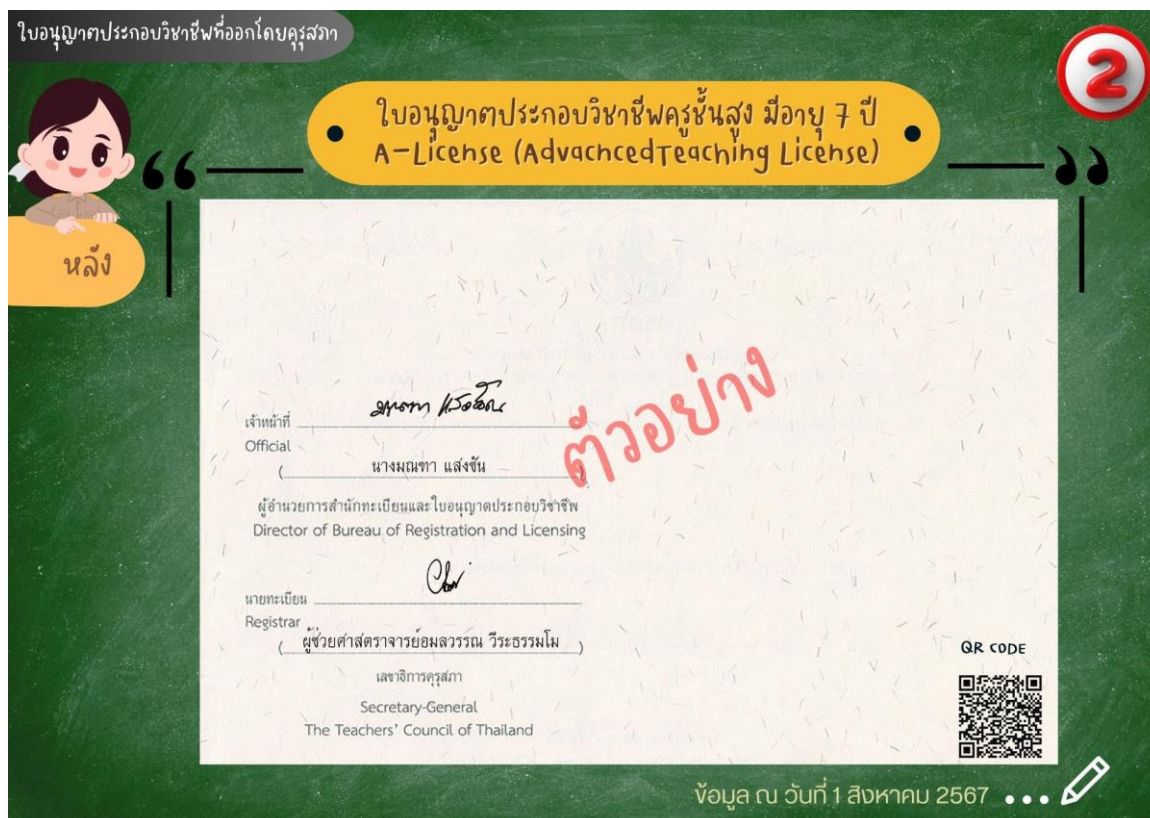 ใบอนุญาตประกอบวิชาชีพที่ออกโดยคุรุสภา
2
ใบอนุญาตประกอบวิชาชีพครูชั้นสูง มีอายุ 7 ปี
A-License (AdvachcedTeaching License)
หลัง
ตัวอย่าง
เจ้าหน้าที่
Official
( นางมณฑา แสงชัน )
ผู้อำนวยการสำนักทะเบียนและใบอนุญาตประกอบวิชาชีพ
Director of Bureau of Registration and Licensing
นายทะเบียน
Registrar
( ผู้ช่วยศาสตราจารย์อมลวรรณ วีระธรรมโม )
เลขาธิการคุรุสภา
Secretary-General
The Teachers' Council of Thailand
QR CODE
ข้อมูล ณ วันที่ 1 สิงหาคม 2567